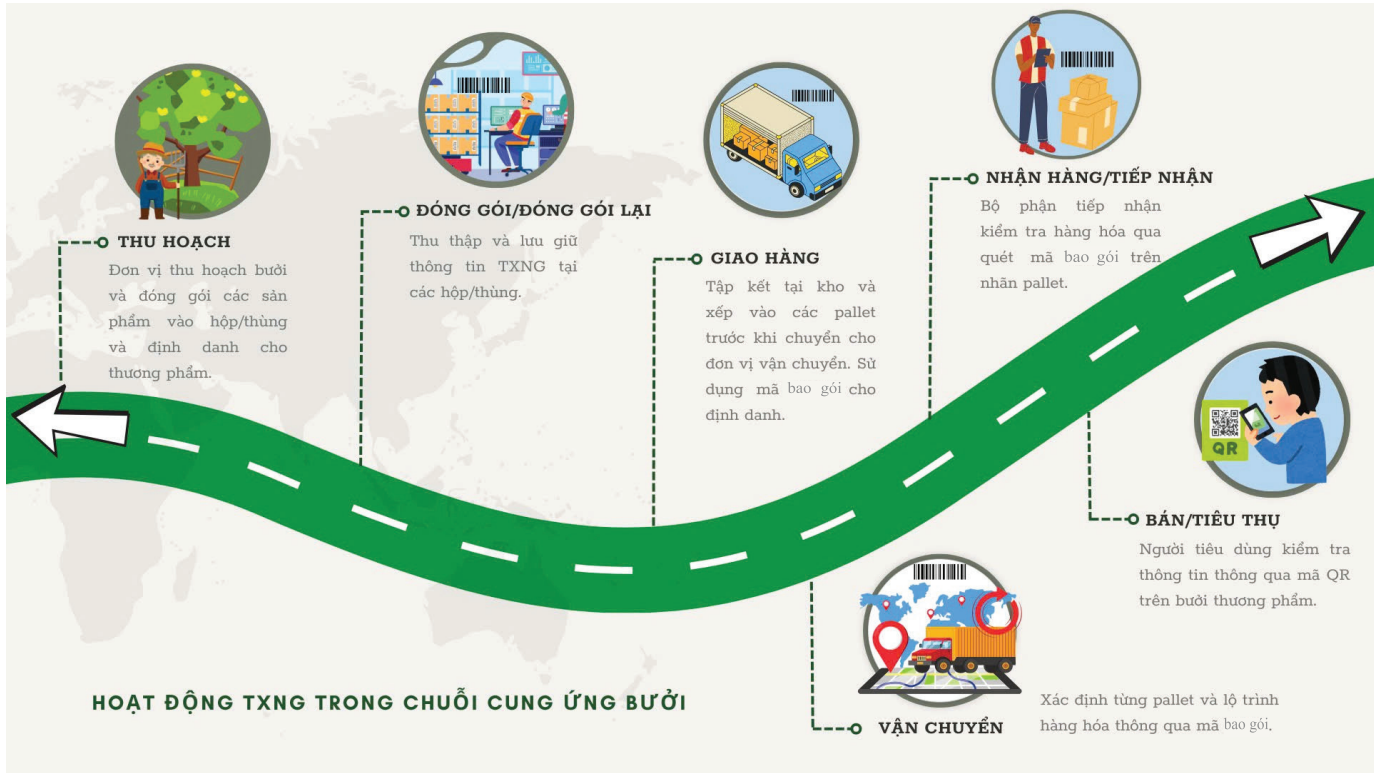 THU HOẠCH
Đơn vị thu hoạch bưởi
và đóng gói các sản
phẩm vào hộp/thùng
và định danh cho
thương phẩm.
ĐÓNG GÓI/ĐÓNG GÓI LẠI
Thu thập và lưu giữ
thông tin TXNG tại
các hộp/thùng.
GIAO HÀNG
Tập kết tại kho và
xếp vào các pallet
trước khi chuyển cho
đơn vị vận chuyển. Sử
dụng mã bao gói cho
định danh.
NHẬN HÀNG/TIẾP NHẬN
Bộ phận tiếp nhận
kiểm tra hàng hóa qua
quét mã bao gói trên
nhãn pallet.
QR
BÁN/TIÊU THỤ
Người tiêu dùng kiểm tra
thông tin thông qua mã QR
trên bưởi thương phẩm.
VẬN CHUYỂN
Xác định từng pallet và lộ trình
hàng hóa thông qua mã bao gói.
HOẠT ĐỘNG TXNG TRONG CHUỖI CUNG ỨNG BƯỞI